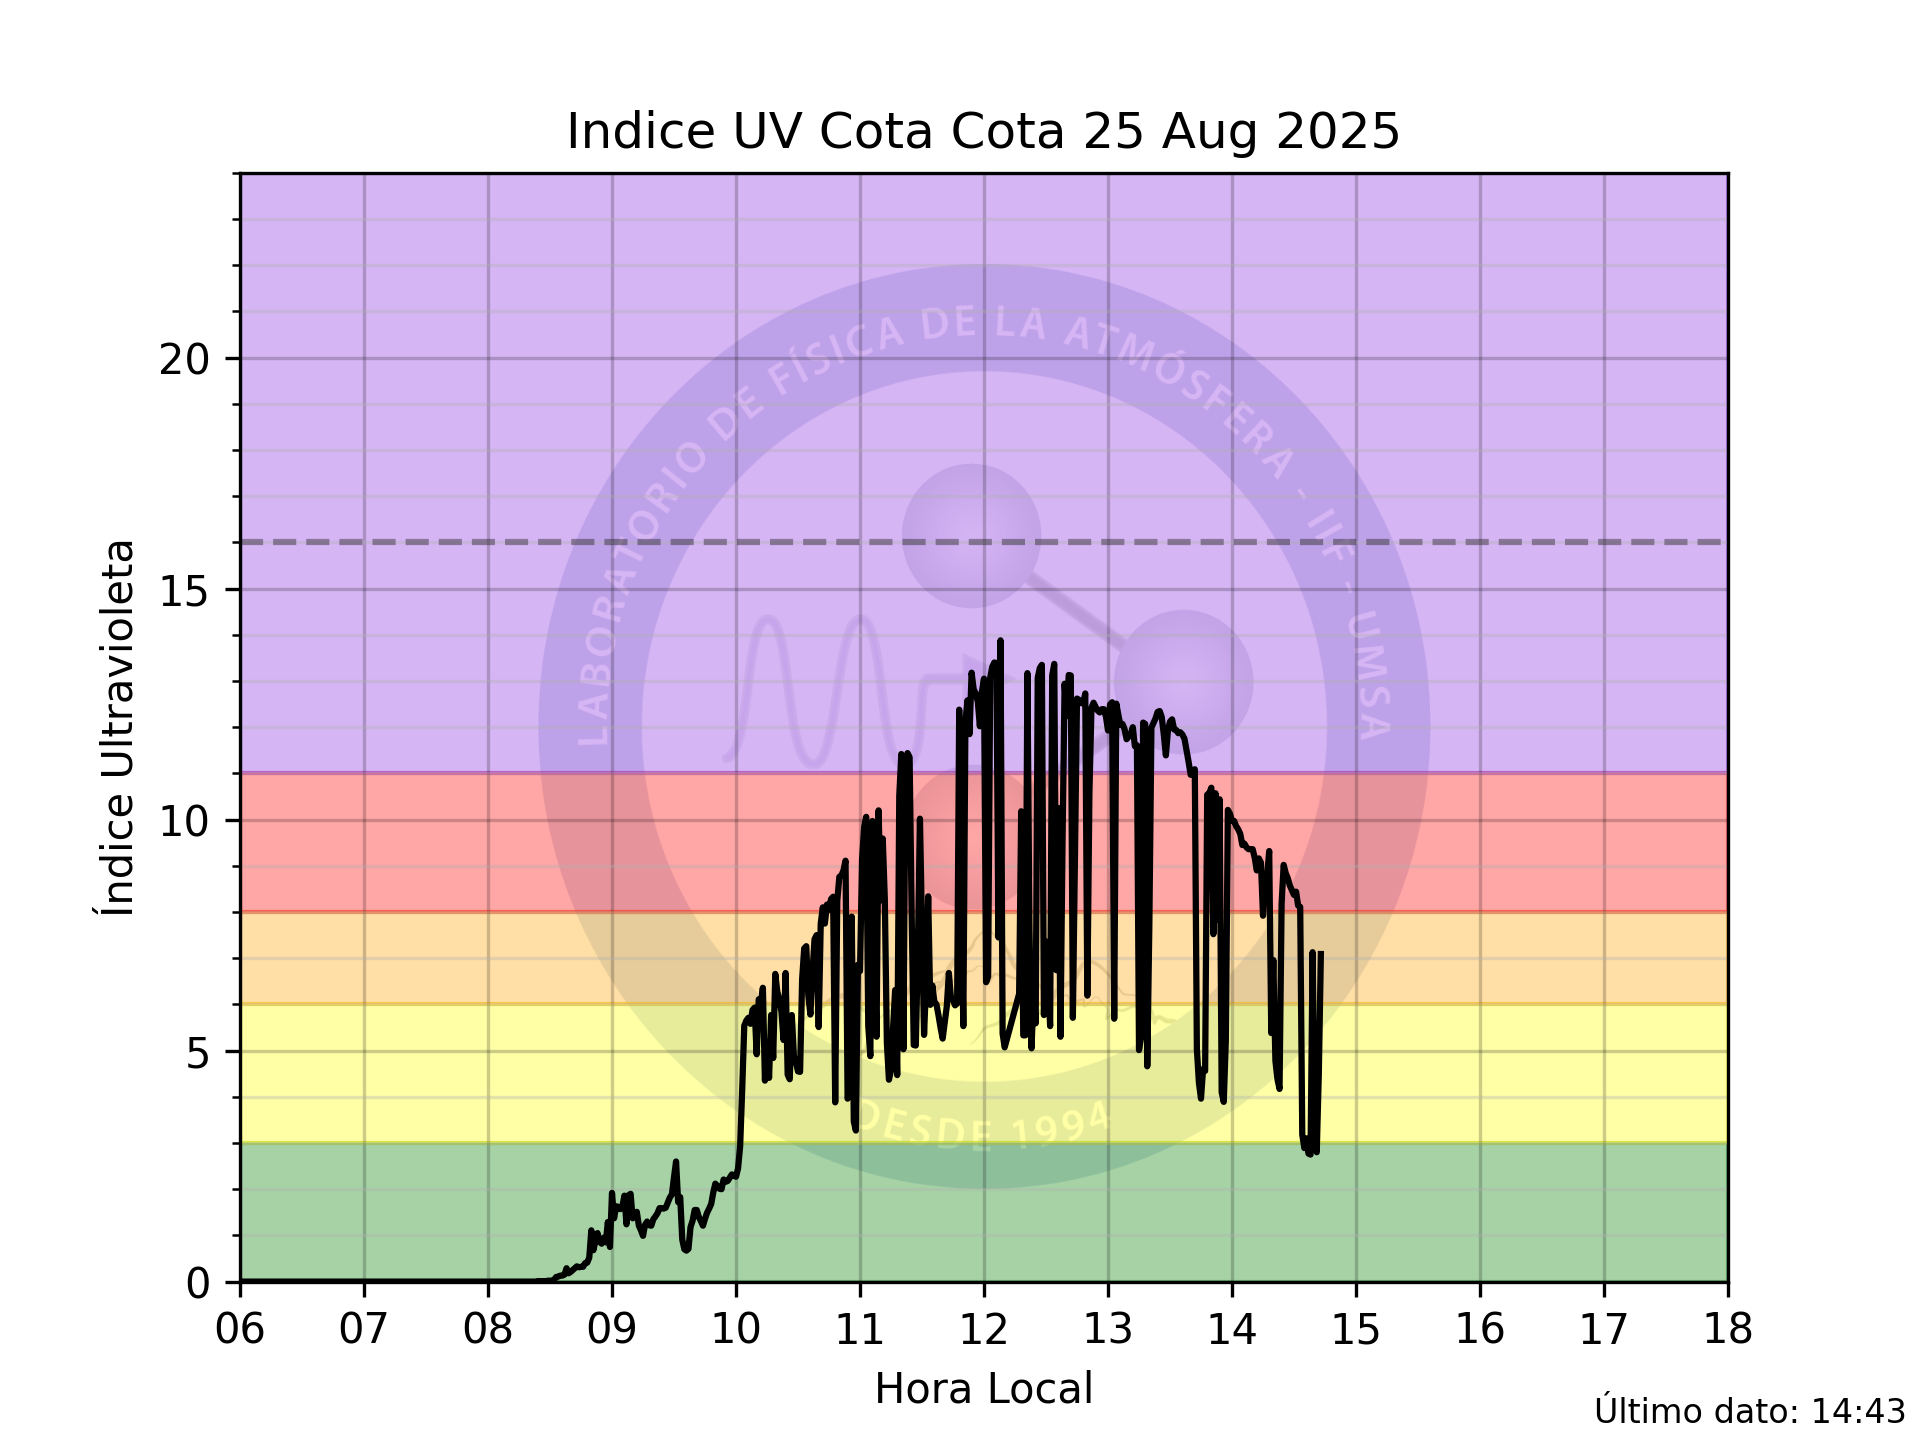 Indice UV Cota Cota 25 Aug 2025
Índice Ultravioleta
20
15
10
5
0
LABORATORIO DE FÍSICA DE LA ATMÓSFERA - IIF - UMSA
DESDE 1994
06 07 08 09 10 11 12 13 14 15 16 17 18
Hora Local
Último dato: 14:43